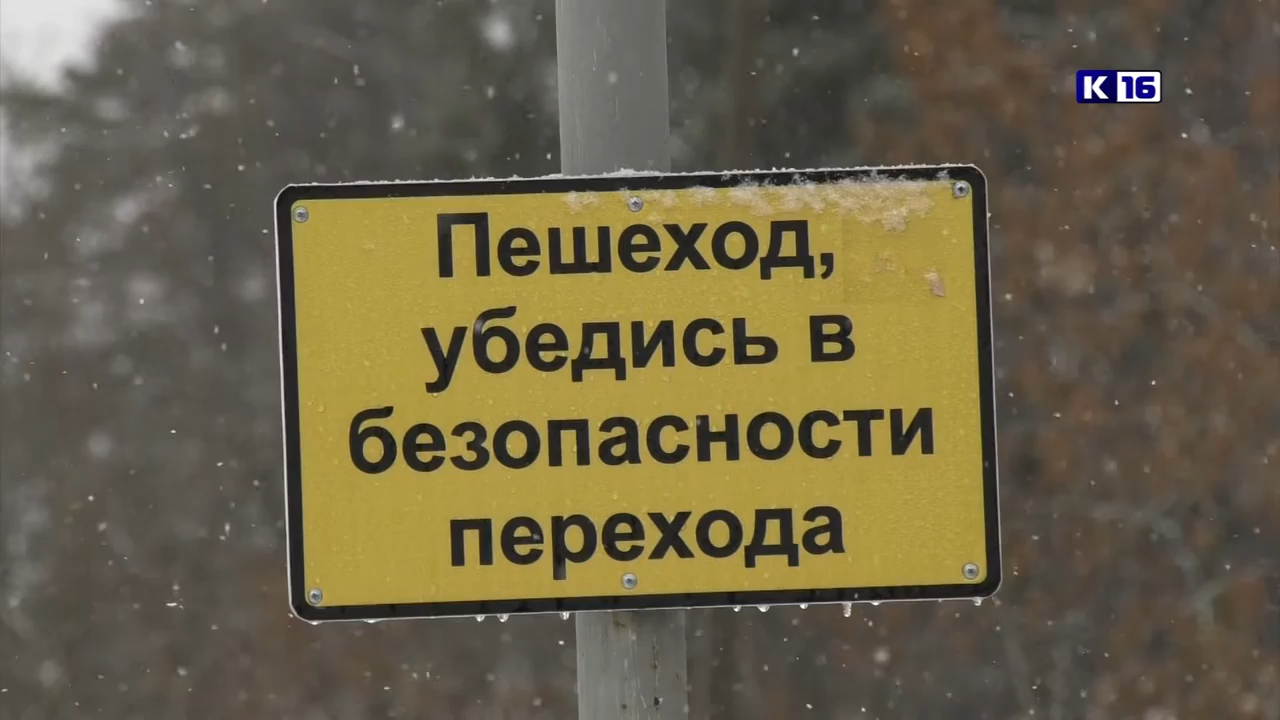 К 16
Пешеход,
убедись в
безопасности
перехода